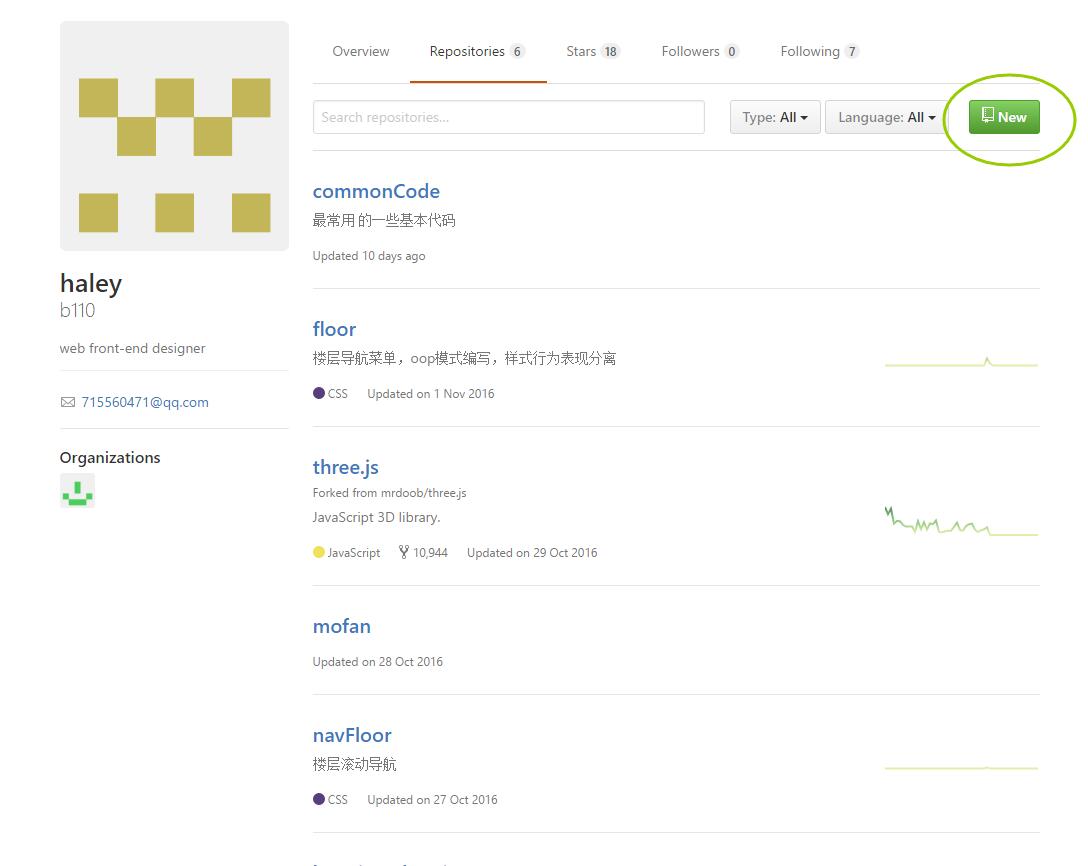 Overview Repositories 6 Stars 18 Followers 0 Following 7
Search repositories... Type: All Language: All New
haley
b110
web front-end designer
715560471@qq.com
Organizations
commonCode
最常用的一些基本代码
Updated 10 days ago
floor
楼层导航菜单，oop模式编写，样式行为表现分离
CSS Updated on 1 Nov 2016
three.js
Forked from mrdoob/three.js
JavaScript 3D library.
JavaScript 10,944 Updated on 29 Oct 2016
mofan
Updated on 28 Oct 2016
navFloor
楼层滚动导航
CSS Updated on 27 Oct 2016